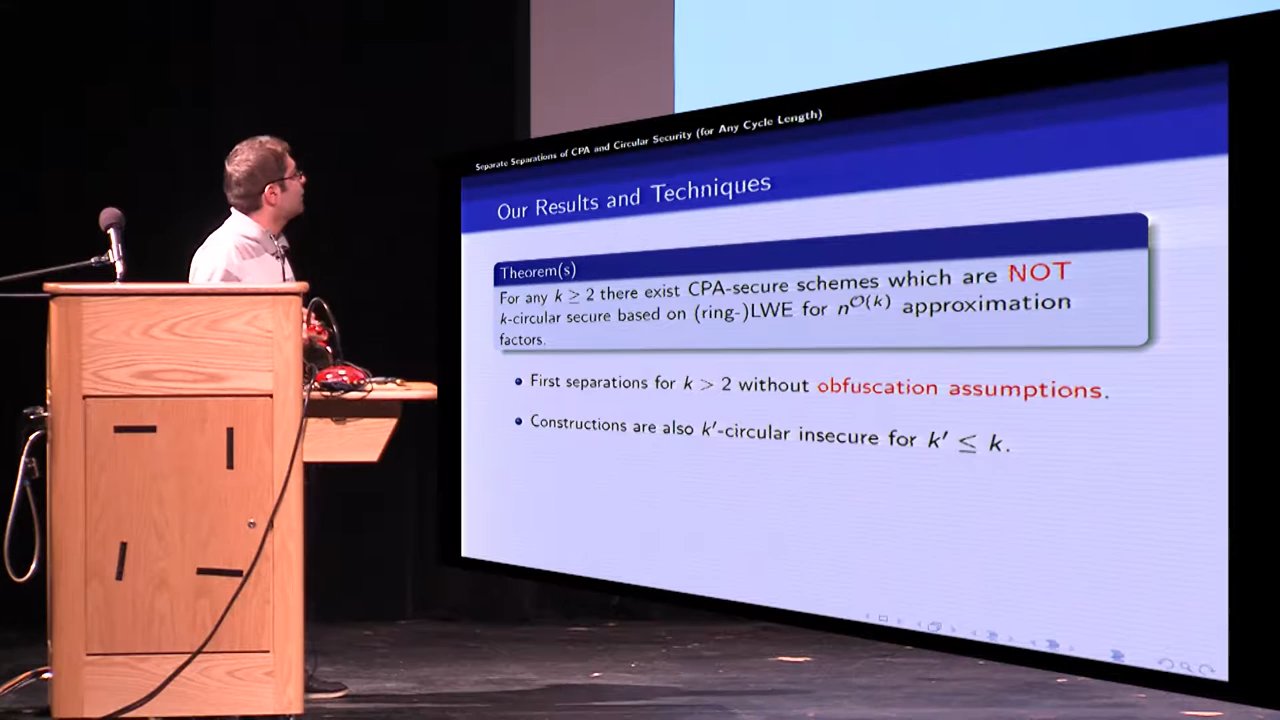 Separate Separations of CPA and Circular Security (for Any Cycle Length)
Our Results and Techniques
Theorem(s)
For any k ≥ 2 there exist CPA-secure schemes which are NOT
k-circular secure based on (ring-)LWE for n^O(k) approximation
factors.
First separations for k > 2 without obfuscation assumptions.
Constructions are also k′-circular insecure for k′ ≤ k.